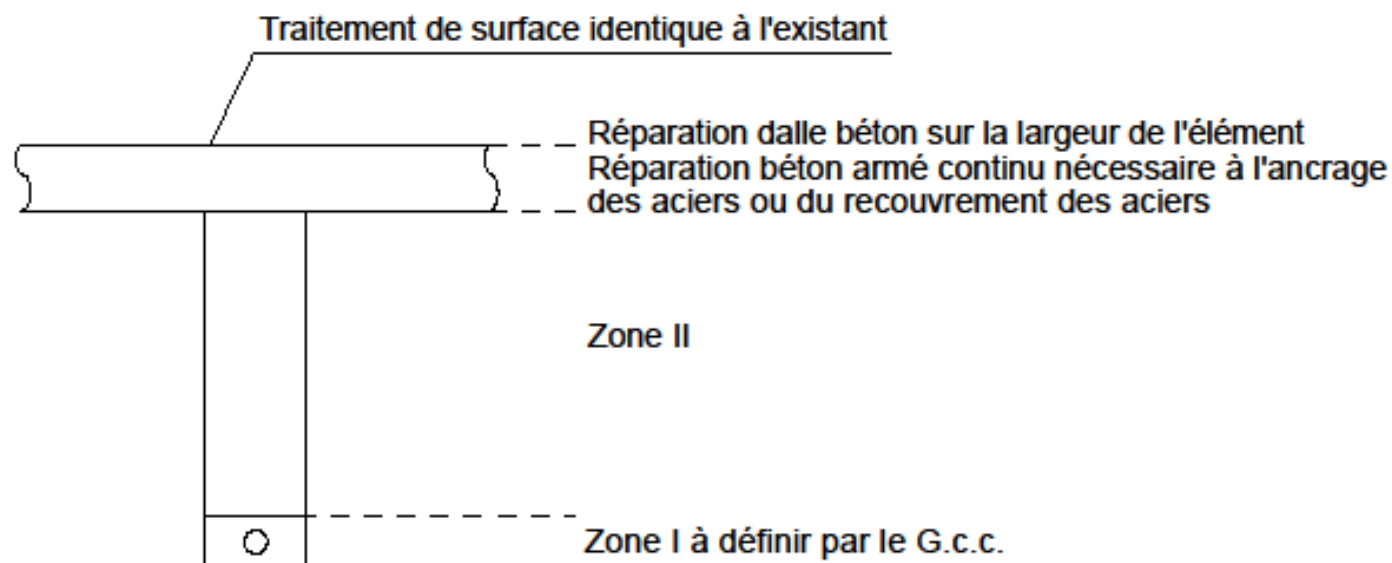 Traitement de surface identique à l'existant
Réparation dalle béton sur la largeur de l'élément
Réparation béton armé continu nécessaire à l'ancrage
des aciers ou du recouvrement des aciers
Zone II
Zone I à définir par le G.c.c.